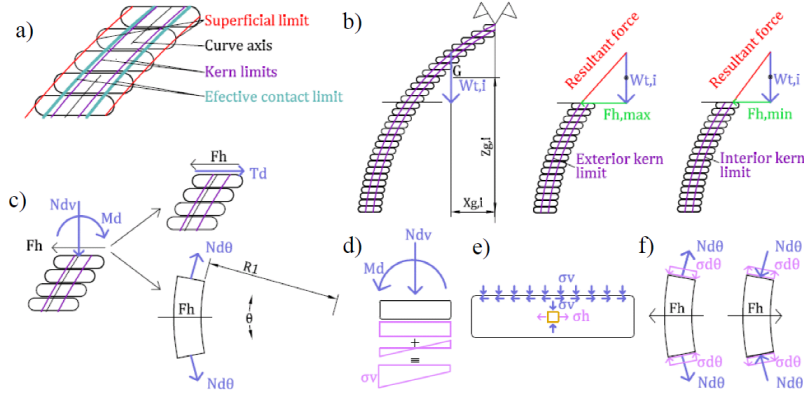 a)
Superficial limit
Curve axis
Kern limits
Efective contact limit
b)
G
Wt,i
Zg,i
Xg,i
Resultant force
Wt,i
Fh,max
Exterior kern
limit
Resultant force
Wt,i
Fh,min
Interior kern
limit
c)
Ndv
Md
Fh
Fh
Td
Ndθ
R1
Fh
θ
Ndθ
d)
Ndv
Md
+
≡
σv
e)
σv
σv
σh
f)
Ndθ
σdθ
Fh
σdθ
Ndθ
Ndθ
σdθ
Fh
σdθ
Ndθ